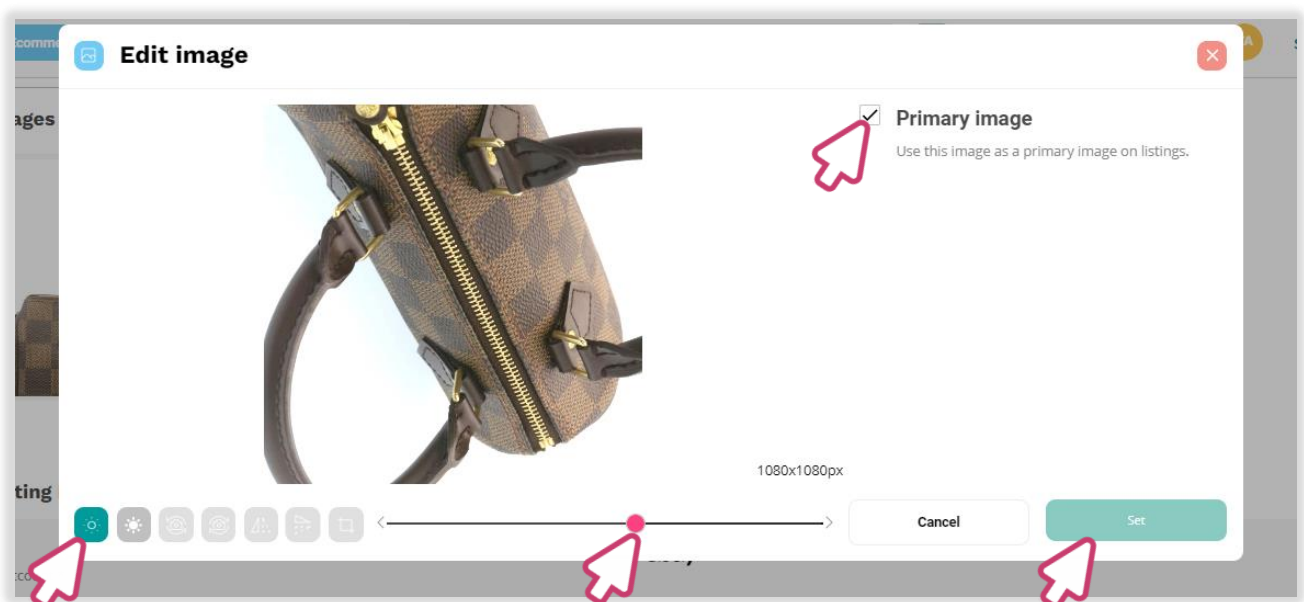 Edit image
Primary image
Use this image as a primary image on listings.
1080x1080px
Cancel
Set
ages
ting
A